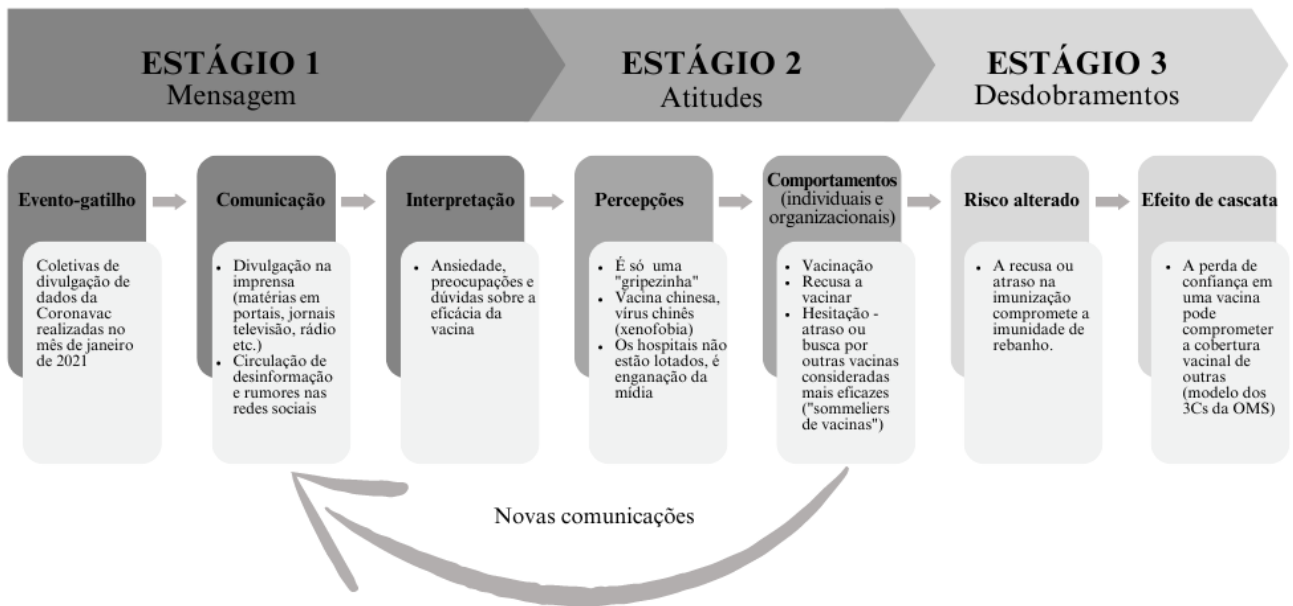 ESTÁGIO 1
Mensagem
ESTÁGIO 2
Atitudes
ESTÁGIO 3
Desdobramentos
Evento-gatilho
Coletivas de
divulgação de
dados da
Coronavac
realizadas no
mês de janeiro
de 2021
Comunicação
• Divulgação na
imprensa
(matérias em
portais, jornais
televisão, rádio
etc.)
• Circulação de
desinformação
e rumores nas
redes sociais
Interpretação
• Ansiedade,
preocupações e
dúvidas sobre a
eficácia da
vacina
Percepções
• É só uma
"gripezinha"
• Vacina chinesa,
vírus chinês
(xenofobia)
• Os hospitais não
estão lotados, é
enganação da
mídia
Comportamentos
(individuais e
organizacionais)
• Vacinação
• Recusa a
vacinar
• Hesitação -
atraso ou
busca por
outras vacinas
consideradas
mais eficazes
("sommeliers
de vacinas")
Risco alterado
• A recusa ou
atraso na
imunização
compromete a
imunidade de
rebanho.
Efeito de cascata
• A perda de
confiança em
uma vacina
pode
comprometer
a cobertura
vacinal de
outras
(modelo dos
3Cs da OMS)
Novas comunicações